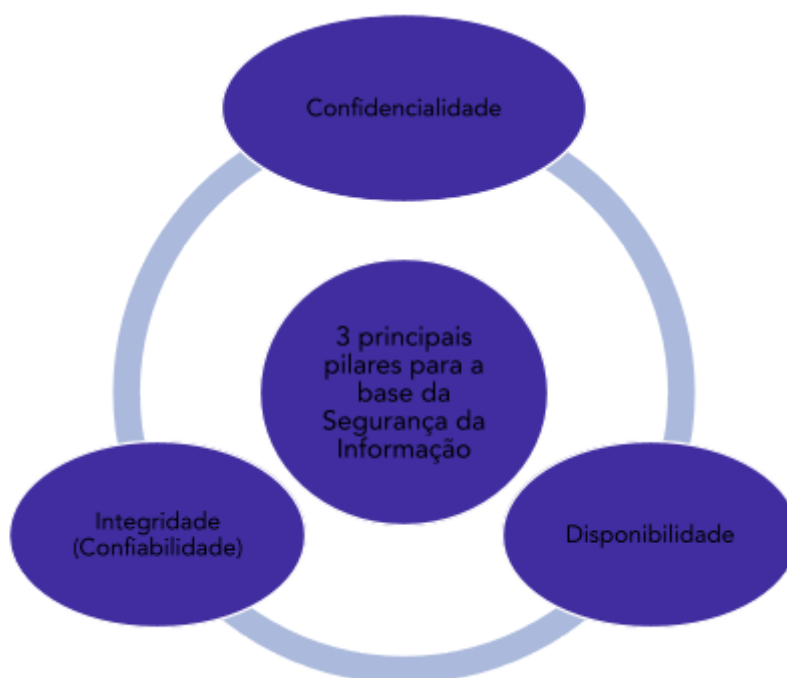 Confidencialidade
3 principais
pilares para a
base da
Segurança da
Informação
Integridade
(Confiabilidade)
Disponibilidade